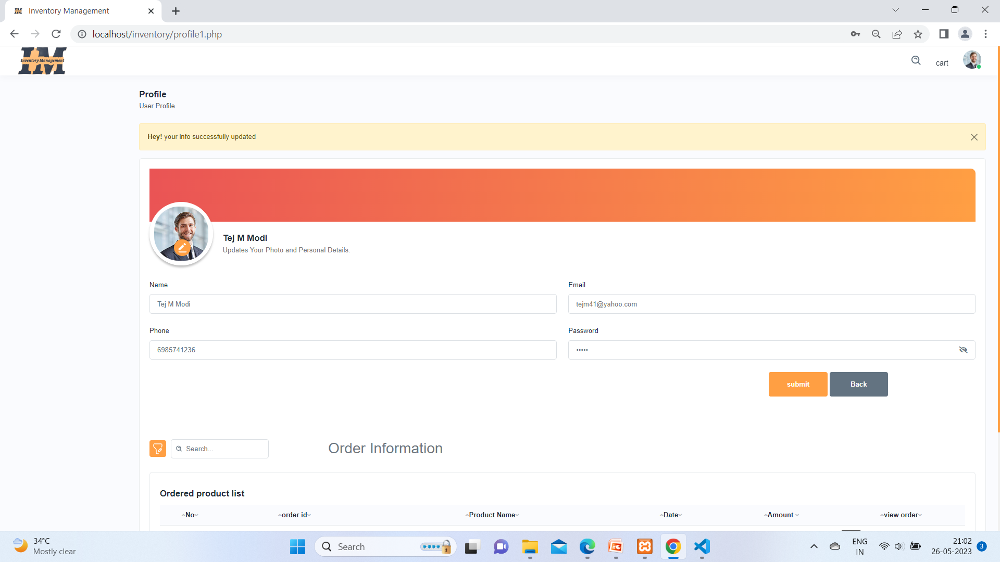 Inventory Management
localhost/inventory/profile1.php
IM
Inventory Management
cart
Profile
User Profile
Hey! your info successfully updated
Tej M Modi
Updates Your Photo and Personal Details.
Name
Email
Tej M Modi
tejm41@yahoo.com
Phone
Password
6985741236
•••••
submit
Back
Search...
Order Information
Ordered product list
No
order id
Product Name
Date
Amount
view order
34°C
Mostly clear
Search
ENG
IN
21:02
26-05-2023
3